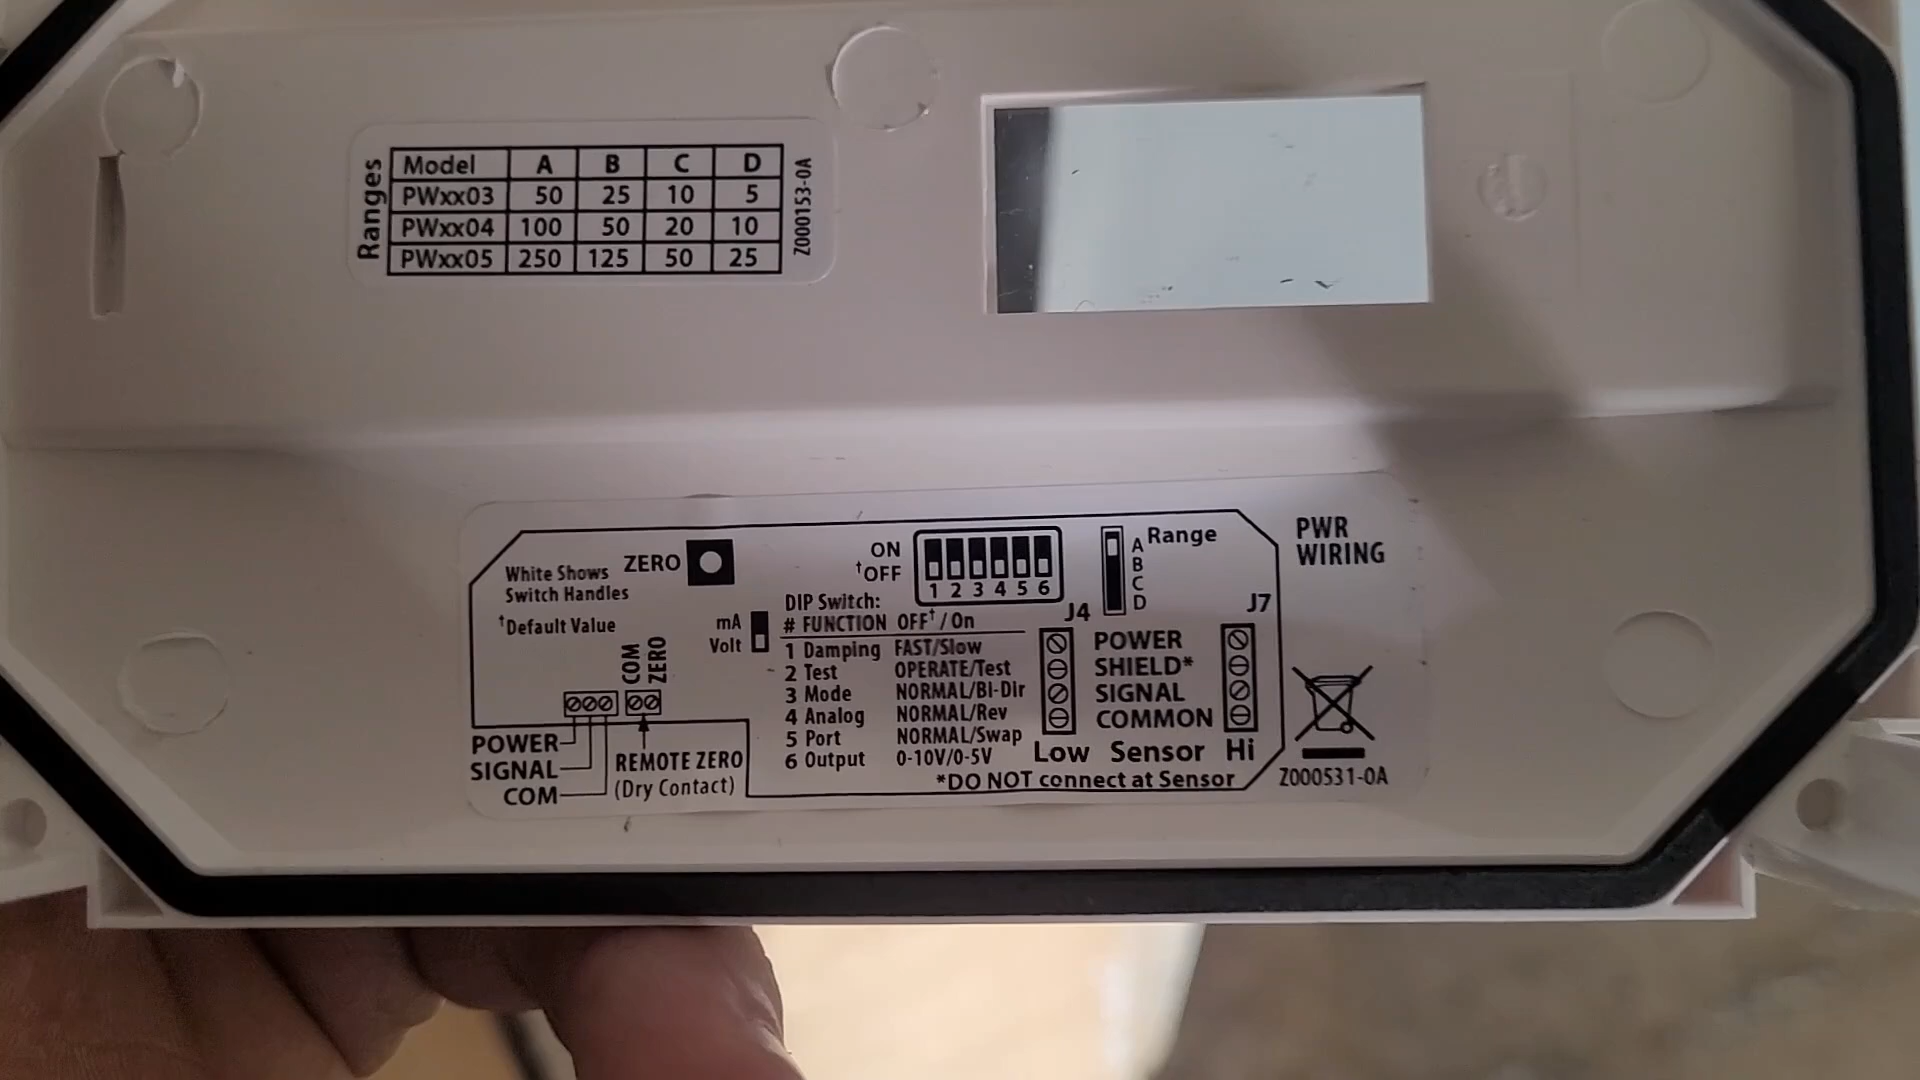 Ranges
Model A B C D
PWxx03 50 25 10 5
PWxx04 100 50 20 10
PWxx05 250 125 50 25
Z000153-0A
White Shows
Switch Handles
†Default Value
ZERO
mA
Volt
COM
ZERO
POWER
SIGNAL
COM
REMOTE ZERO
(Dry Contact)
ON
†OFF
1 2 3 4 5 6
DIP Switch:
# FUNCTION OFF† / On
1 Damping FAST/Slow
2 Test OPERATE/Test
3 Mode NORMAL/BI-DIr
4 Analog NORMAL/Rev
5 Port NORMAL/Swap
6 Output 0-10V/0-5V
Range
A
B
C
D
J4
J7
POWER
SHIELD*
SIGNAL
COMMON
Low Sensor Hi
*DO NOT connect at Sensor
PWR
WIRING
Z000531-0A